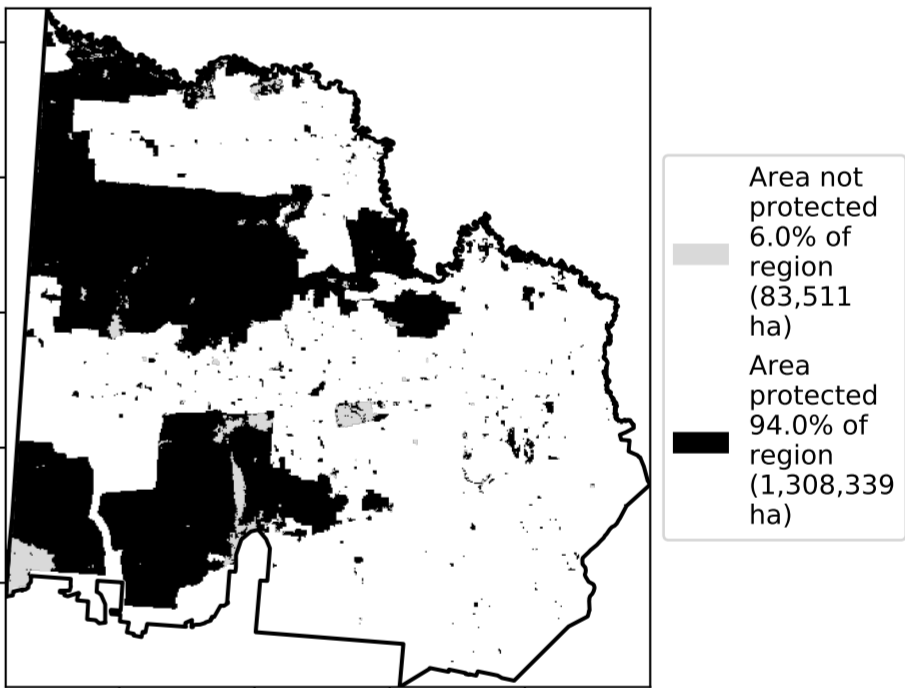 Area not
protected
6.0% of
region
(83,511
ha)
Area
protected
94.0% of
region
(1,308,339
ha)